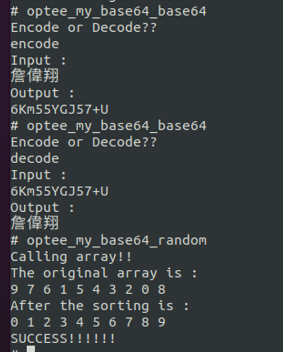 # optee_my_base64_base64
Encode or Decode??
encode
Input :
詹偉翔
Output :
6Km55YGJ57+U
# optee_my_base64_base64
Encode or Decode??
decode
Input :
6Km55YGJ57+U
Output :
詹偉翔
# optee_my_base64_random
Calling array!!
The original array is :
9 7 6 1 5 4 3 2 0 8
After the sorting is :
0 1 2 3 4 5 6 7 8 9
SUCCESS!!!!!!
#